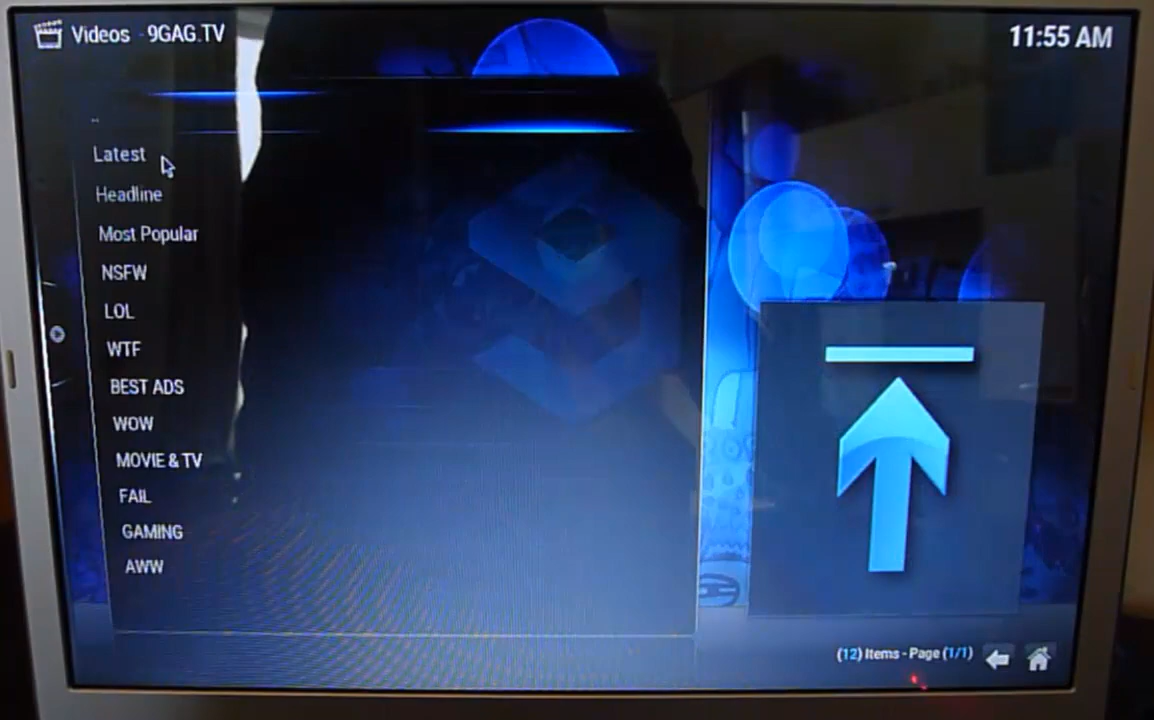 Videos - 9GAG.TV
11:55 AM
..
Latest
Headline
Most Popular
NSFW
LOL
WTF
BEST ADS
WOW
MOVIE & TV
FAIL
GAMING
AWW
(12) Items - Page (1/1)